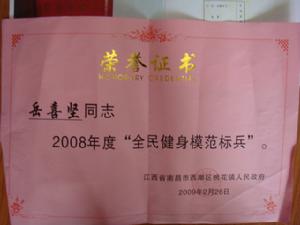 荣誉证书
HONORARY CREDENTIAL
岳喜坚同志
2008年度“全民健身模范标兵”。
江西省南昌市西湖区桃花镇人民政府
2009年2月26日